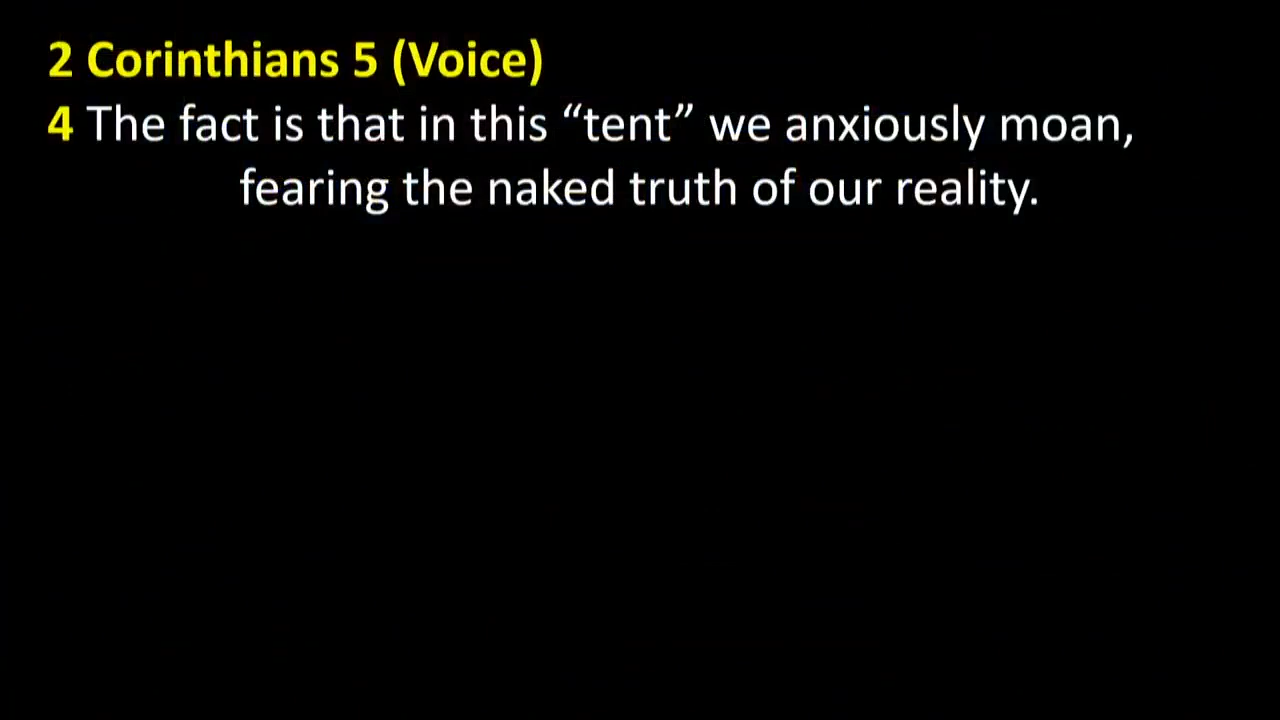 2 Corinthians 5 (Voice)
4 The fact is that in this “tent” we anxiously moan,
fearing the naked truth of our reality.